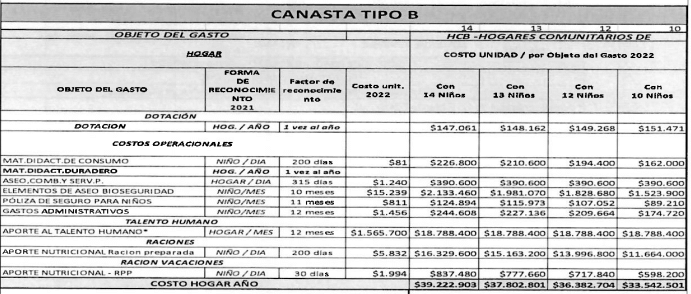 CANASTA TIPO B
14 13 12 10
OBJETO DEL GASTO HCB -HOGARES COMUNITARIOS DE
HOGAR COSTO UNIDAD / por Objeto del Gasto 2022
OBJETO DEL GASTO FORMA DE RECONOCIMIE NTO 2021 Factor de reconocimie nto Costo unit. 2022 Con 14 Niños Con 13 Niños Con 12 Niños Con 10 Niños
DOTACIÓN
DOTACION HOG. / AÑO 1 vez al año $147.061 $148.162 $149.268 $151.471
COSTOS OPERACIONALES
MAT.DIDACT.DE CONSUMO NIÑO / DIA 200 dias $81 $226.800 $210.600 $194.400 $162.000
MAT.DIDACT.DURADERO HOG. / AÑO 1 vez al año
ASEO,COMB.Y SERV.P. HOGAR / DIA 315 dias $1.240 $390.600 $390.600 $390.600 $390.600
ELEMENTOS DE ASEO BIOSEGURIDAD NIÑO/MES 10 meses $15.239 $2.133.460 $1.981.070 $1.828.680 $1.523.900
POLIZA DE SEGURO PARA NIÑOS NIÑO/MES 11 meses $811 $124.894 $115.973 $107.052 $89.210
GASTOS ADMINISTRATIVOS NIÑO/MES 12 meses $1.456 $244.608 $227.136 $209.664 $174.720
TALENTO HUMANO
APORTE AL TALENTO HUMANO* HOGAR / MES 12 meses $1.565.700 $18.788.400 $18.788.400 $18.788.400 $18.788.400
RACIONES
APORTE NUTRICIONAL Racion preparada NIÑO / DIA 200 dias $5.832 $16.329.600 $15.163.200 $13.996.800 $11.664.000
RACION VACACIONES
APORTE NUTRICIONAL - RPP NIÑO / DIA 30 dias $1.994 $837.480 $777.660 $717.840 $598.200
COSTO HOGAR AÑO $39.222.903 $37.802.801 $36.382.704 $33.542.501